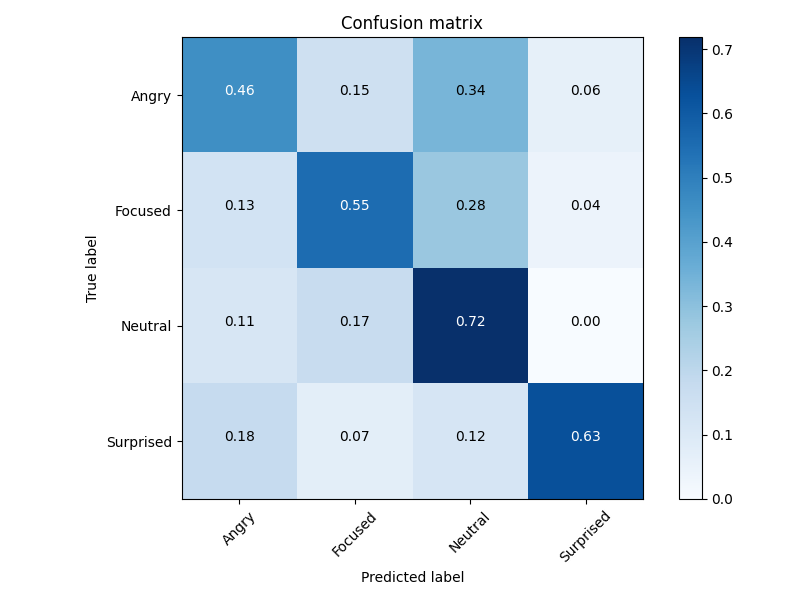 Confusion matrix
Angry 0.46 0.15 0.34 0.06
Focused 0.13 0.55 0.28 0.04
Neutral 0.11 0.17 0.72 0.00
Surprised 0.18 0.07 0.12 0.63
Angry Focused Neutral Surprised
Predicted label
True label
0.7
0.6
0.5
0.4
0.3
0.2
0.1
0.0